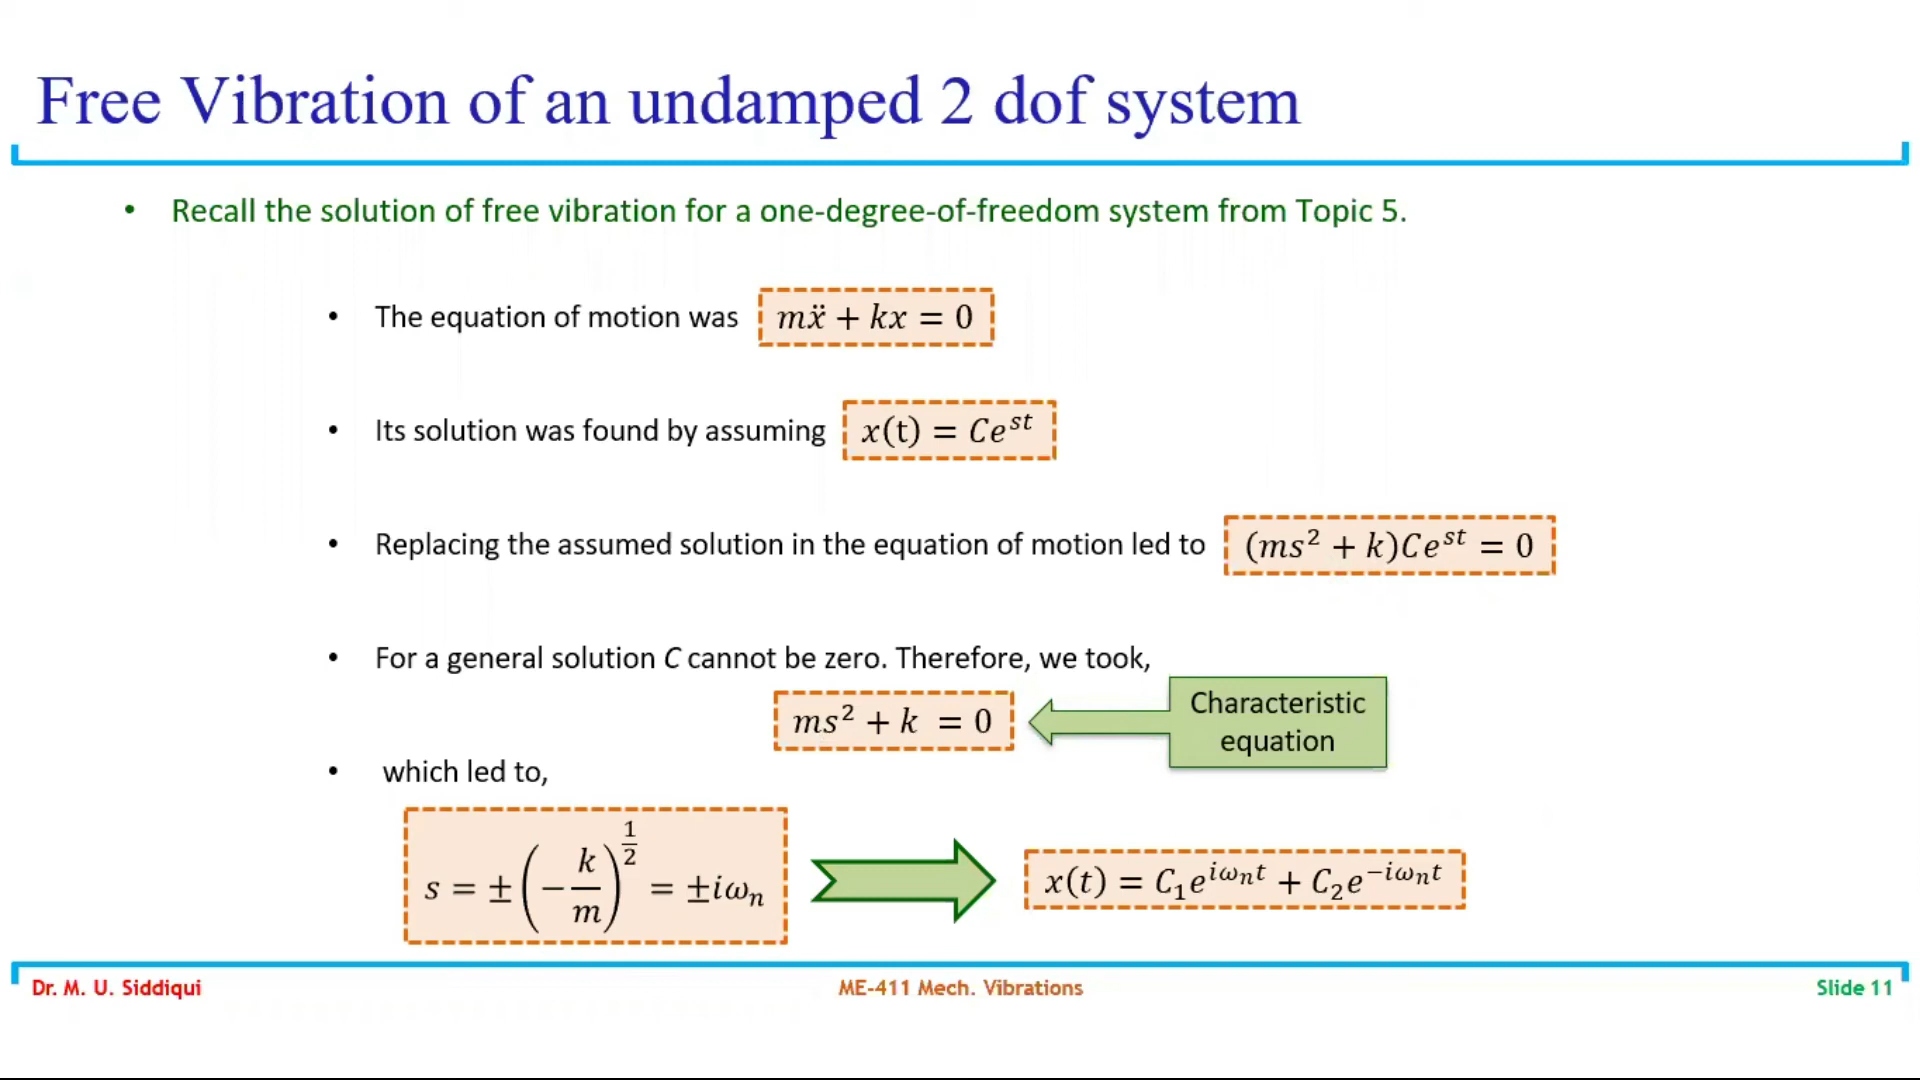 Free Vibration of an undamped 2 dof system
• Recall the solution of free vibration for a one-degree-of-freedom system from Topic 5.
• The equation of motion was mẍ + kx = 0
• Its solution was found by assuming x(t) = Ce^{st}
• Replacing the assumed solution in the equation of motion led to (ms² + k)Ce^{st} = 0
• For a general solution C cannot be zero. Therefore, we took,
ms² + k = 0
Characteristic
equation
• which led to,
s = ±(−k/m)^{1/2} = ±iω_n
x(t) = C₁e^{iω_n t} + C₂e^{−iω_n t}
Dr. M. U. Siddiqui
ME-411 Mech. Vibrations
Slide 11